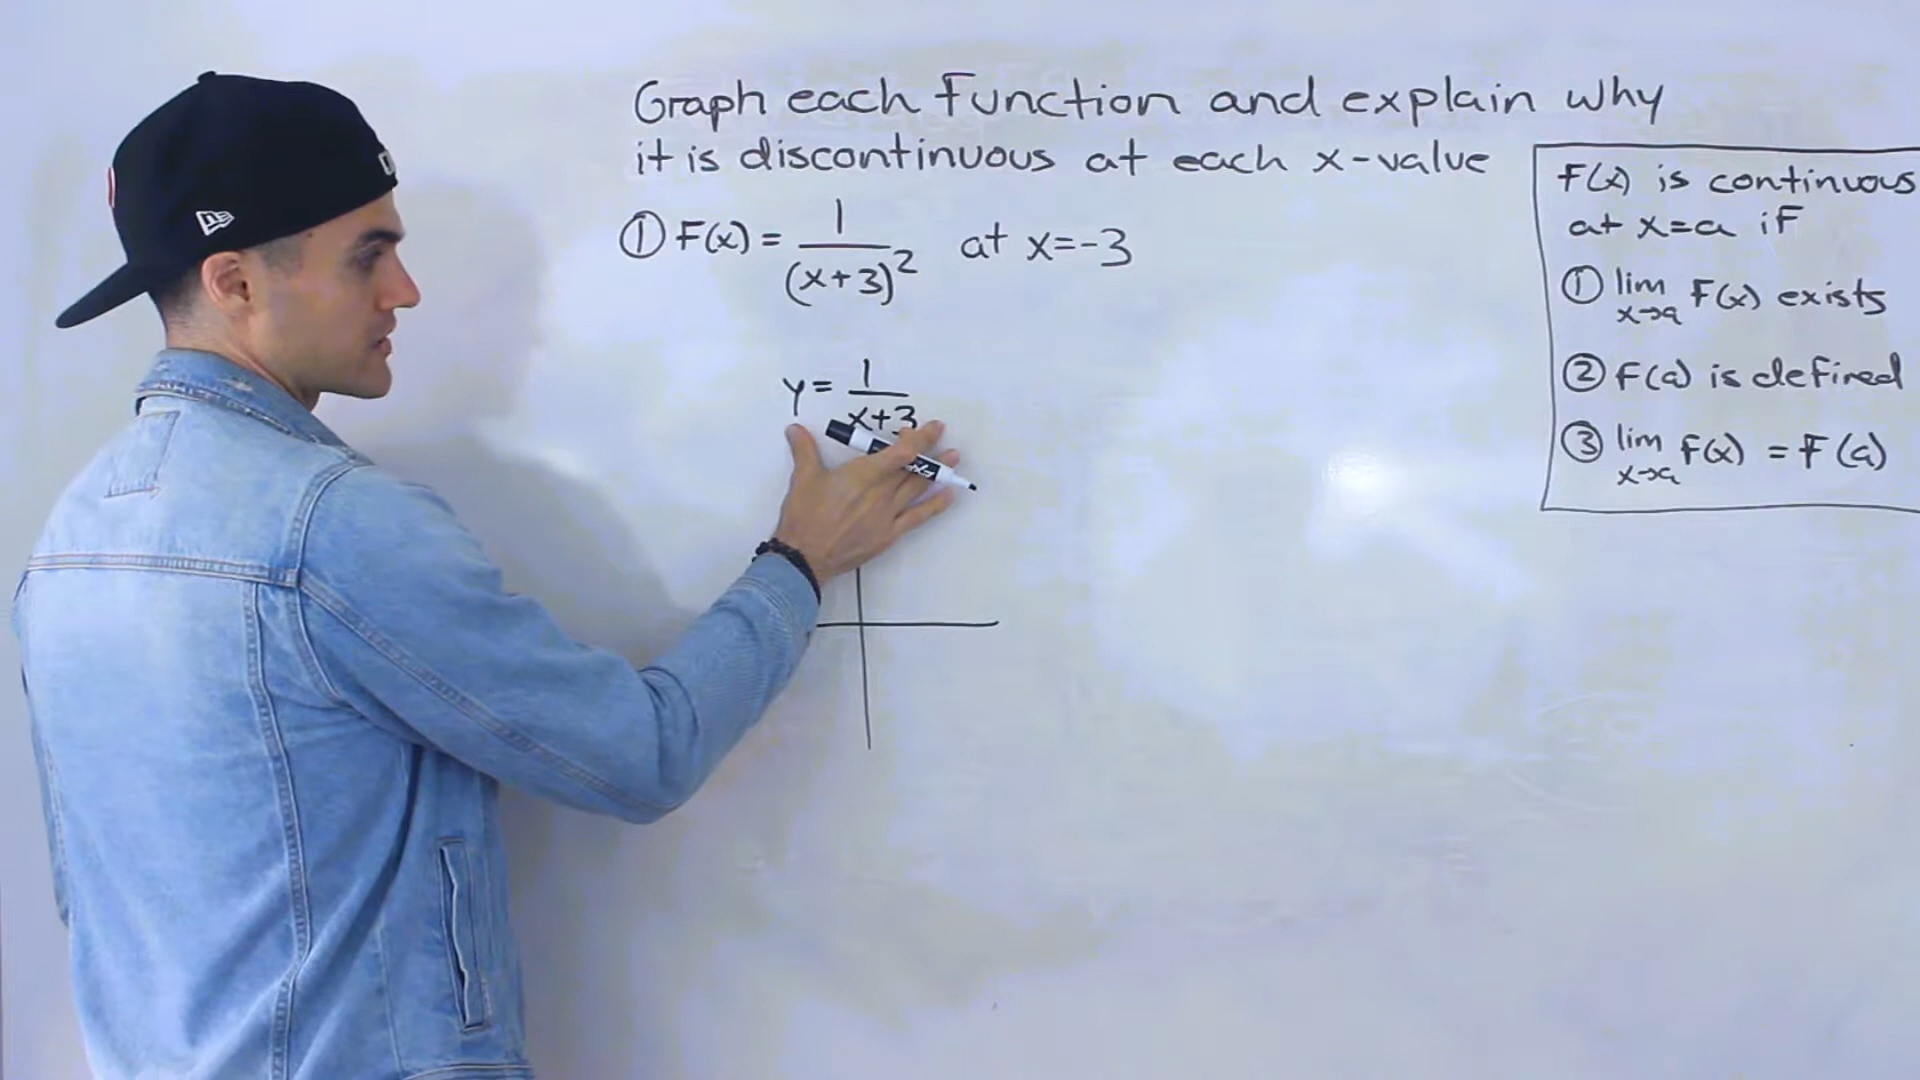 Graph each function and explain why
it is discontinuous at each x-value
① F(x) = 1/(x+3)² at x=-3
y = 1/x+3
F(x) is continuous
at x=a if
① lim x→a F(x) exists
② F(a) is defined
③ lim x→a F(x) = F(a)